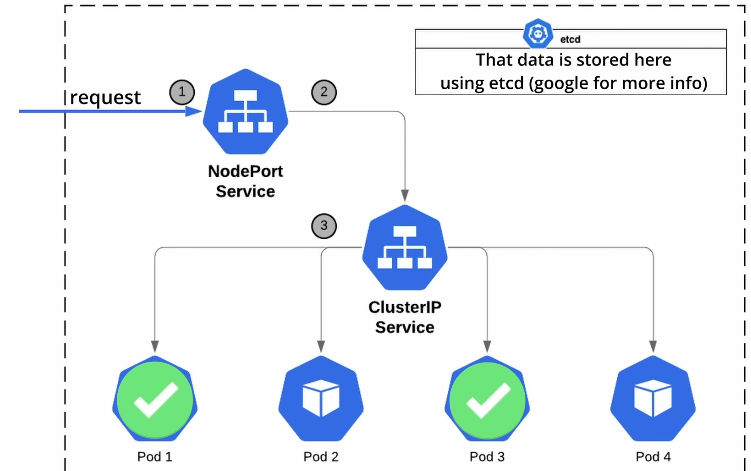 etcd
That data is stored here
using etcd (google for more info)
request
1
2
NodePort
Service
3
ClusterIP
Service
Pod 1
Pod 2
Pod 3
Pod 4